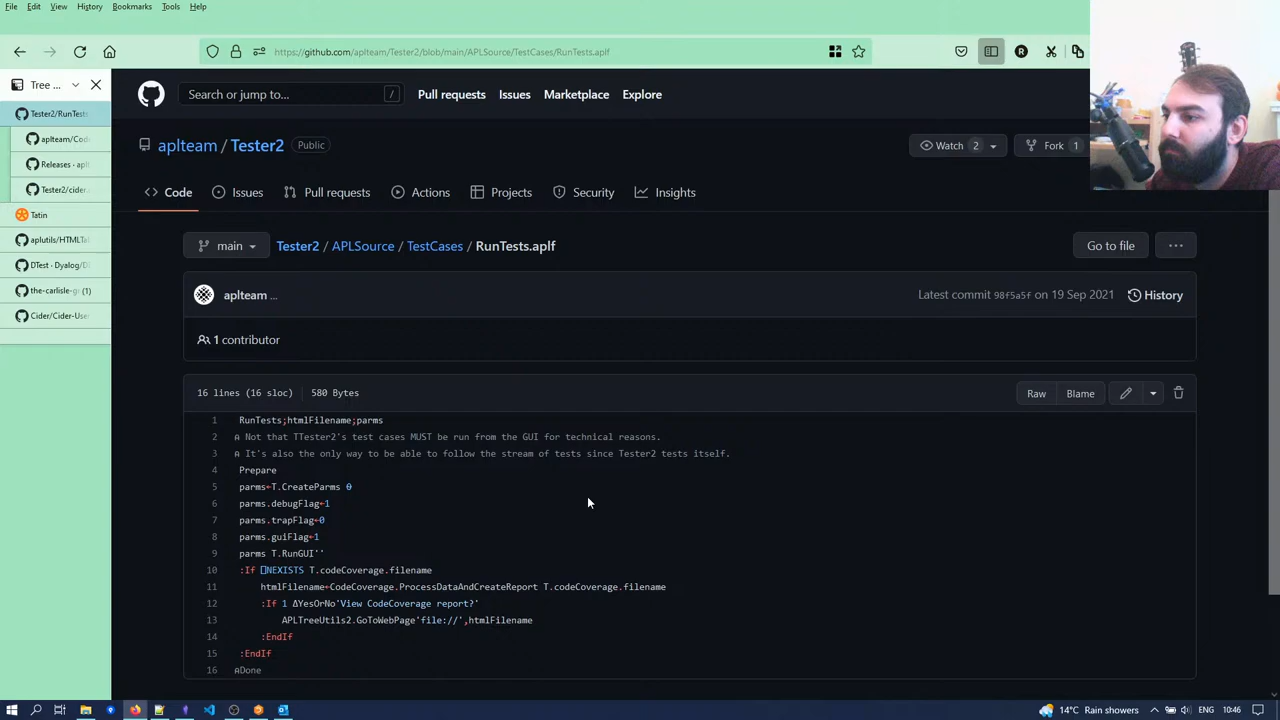 File Edit View History Bookmarks Tools Help
https://github.com/aplteam/Tester2/blob/main/APLSource/TestCases/RunTests.aplf
Tree ...
Tester2/RunTests
aplteam/Cod
Releases · apl
Tester2/cider
Tatin
aplutils/HTMLTa
DTest · Dyalog/D
the-carlisle-g (1)
Cider/Cider-Use
Search or jump to... /
Pull requests Issues Marketplace Explore
aplteam / Tester2 Public
Watch 2
Fork 1
Code Issues Pull requests Actions Projects Security Insights
main Tester2 / APLSource / TestCases / RunTests.aplf
Go to file ...
aplteam ...
Latest commit 98f5a5f on 19 Sep 2021 History
1 contributor
16 lines (16 sloc) 580 Bytes
Raw Blame
1 RunTests;htmlFilename;parms
2 ⍝ Not that TTester2's test cases MUST be run from the GUI for technical reasons.
3 ⍝ It's also the only way to be able to follow the stream of tests since Tester2 tests itself.
4 Prepare
5 parms←T.CreateParms ⍬
6 parms.debugFlag←1
7 parms.trapFlag←0
8 parms.guiFlag←1
9 parms T.RunGUI''
10 :If ⎕NEXISTS T.codeCoverage.filename
11 htmlFilename←CodeCoverage.ProcessDataAndCreateReport T.codeCoverage.filename
12 :If 1 ∆YesOrNo'View CodeCoverage report?'
13 APLTreeUtils2.GoToWebPage'file://',htmlFilename
14 :EndIf
15 :EndIf
16 ⍝Done
14°C Rain showers ENG 10:46